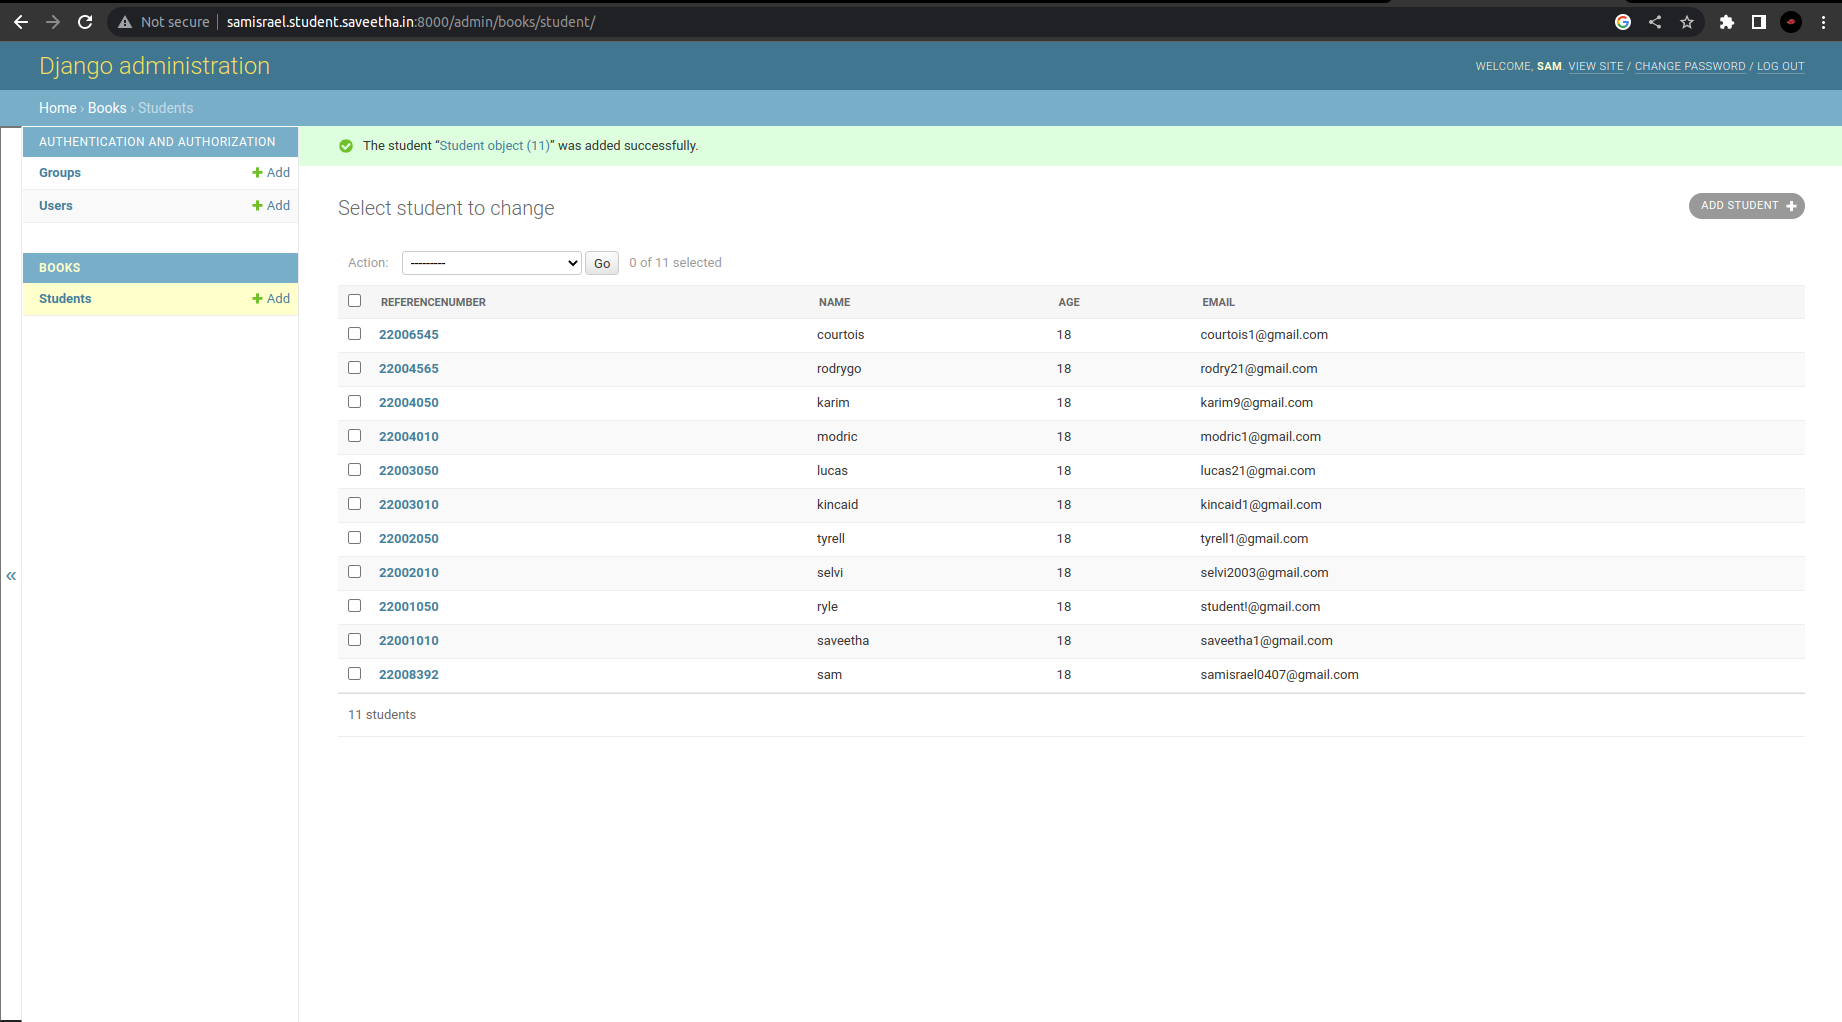 Not secure | samisrael.student.saveetha.in:8000/admin/books/student/
Django administration
WELCOME, SAM. VIEW SITE / CHANGE PASSWORD / LOG OUT
Home › Books › Students
AUTHENTICATION AND AUTHORIZATION
Groups + Add
Users + Add
BOOKS
Students + Add
«
The student “Student object (11)” was added successfully.
Select student to change
ADD STUDENT +
Action: --------- Go 0 of 11 selected
REFERENCENUMBER NAME AGE EMAIL
22006545 courtois 18 courtois1@gmail.com
22004565 rodrygo 18 rodry21@gmail.com
22004050 karim 18 karim9@gmail.com
22004010 modric 18 modric1@gmail.com
22003050 lucas 18 lucas21@gmai.com
22003010 kincaid 18 kincaid1@gmail.com
22002050 tyrell 18 tyrell1@gmail.com
22002010 selvi 18 selvi2003@gmail.com
22001050 ryle 18 student!@gmail.com
22001010 saveetha 18 saveetha1@gmail.com
22008392 sam 18 samisrael0407@gmail.com
11 students